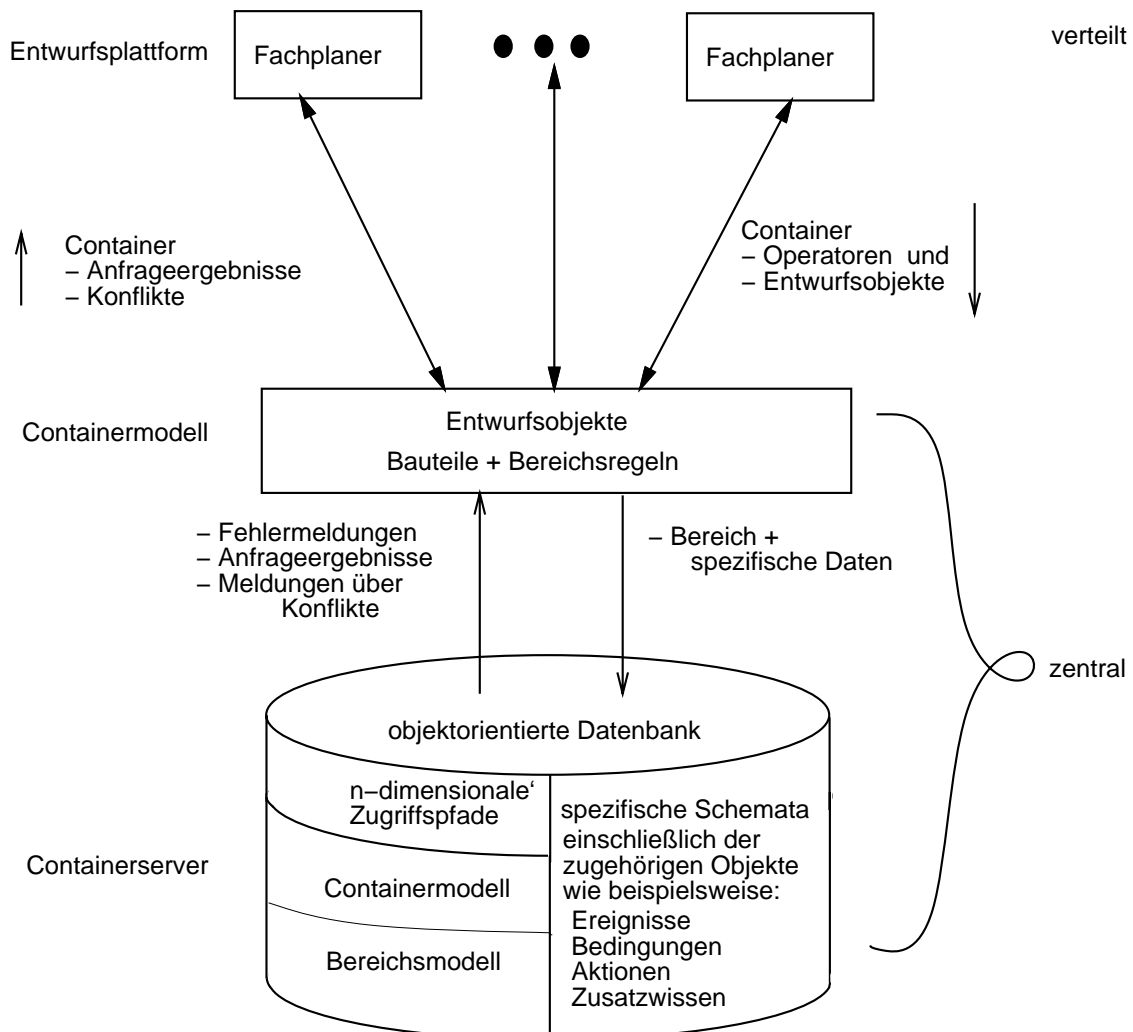 Entwurfsplattform
Fachplaner
Fachplaner
verteilt
Container
– Anfrageergebnisse
– Konflikte
Container
– Operatoren und
– Entwurfsobjekte
Containermodell
Entwurfsobjekte
Bauteile + Bereichsregeln
– Fehlermeldungen
– Anfrageergebnisse
– Meldungen über
Konflikte
– Bereich +
spezifische Daten
zentral
objektorientierte Datenbank
n–dimensionale‘
Zugriffspfade
Containerserver
Containermodell
Bereichsmodell
spezifische Schemata
einschließlich der
zugehörigen Objekte
wie beispielsweise:
Ereignisse
Bedingungen
Aktionen
Zusatzwissen